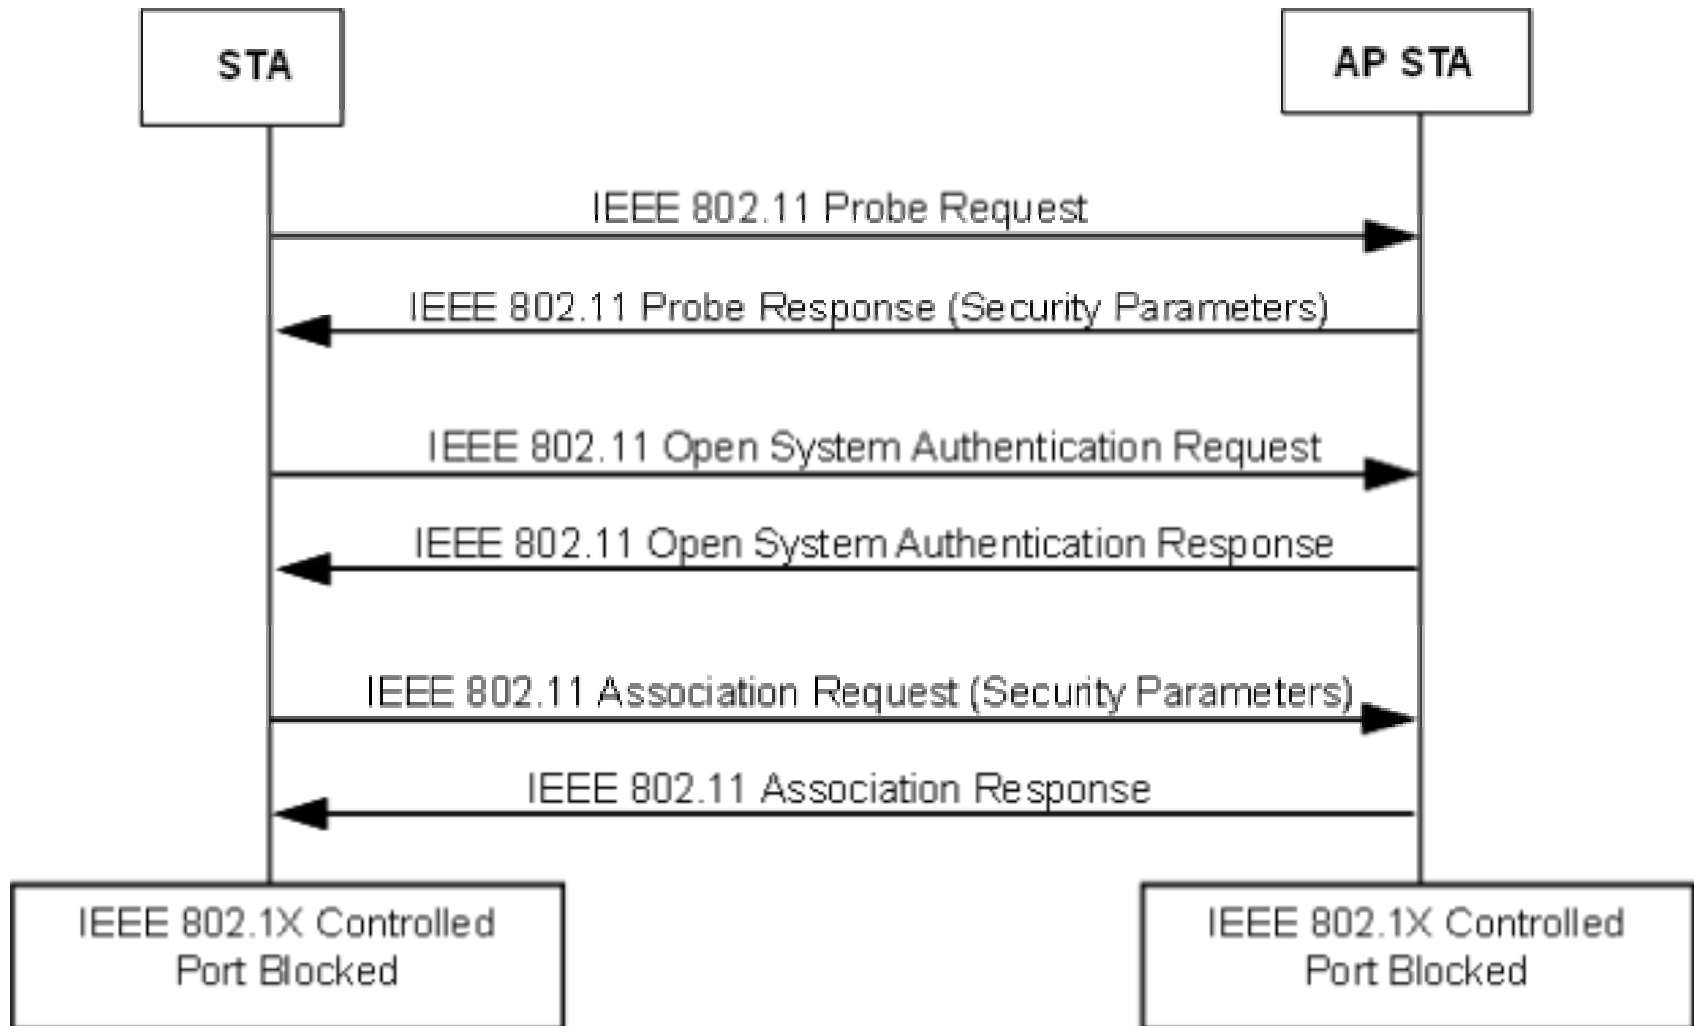 STA
AP STA
IEEE 802.11 Probe Request
IEEE 802.11 Probe Response (Security Parameters)
IEEE 802.11 Open System Authentication Request
IEEE 802.11 Open System Authentication Response
IEEE 802.11 Association Request (Security Parameters)
IEEE 802.11 Association Response
IEEE 802.1X Controlled
Port Blocked
IEEE 802.1X Controlled
Port Blocked